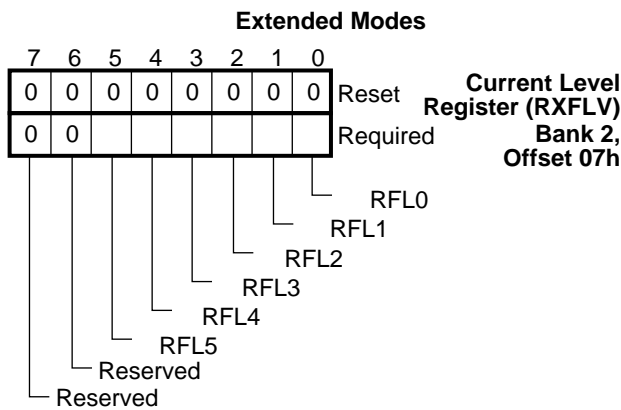 Extended Modes
7 6 5 4 3 2 1 0
0 0 0 0 0 0 0 0 Reset
0 0 Required
Current Level
Register (RXFLV)
Bank 2,
Offset 07h
RFL0
RFL1
RFL2
RFL3
RFL4
RFL5
Reserved
Reserved